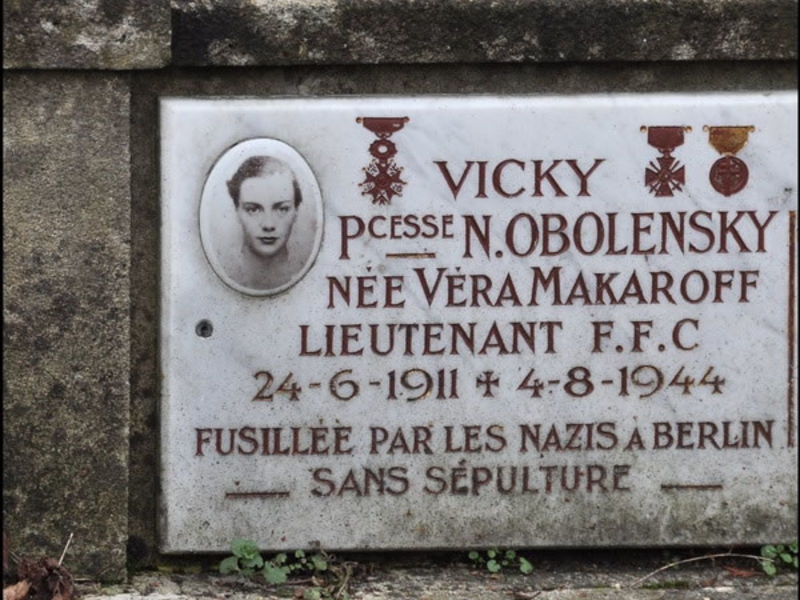 VICKY
PCESSE N. OBOLENSKY
NÉE VÉRA MAKAROFF
LIEUTENANT F.F.C
24-6-1911 ✝ 4-8-1944
FUSILLÉE PAR LES NAZIS A BERLIN
SANS SÉPULTURE